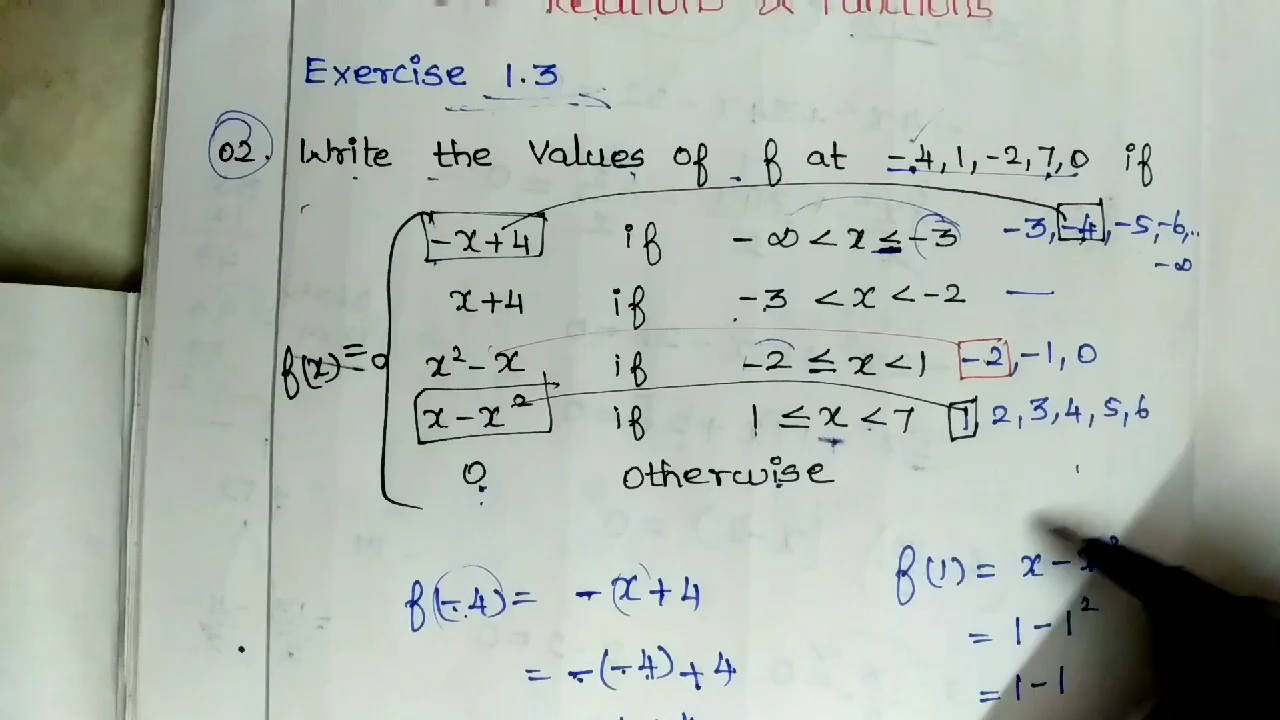 Relations & Functions
Exercise 1.3
02. Write the Values of f at -4, 1, -2, 7, 0 if
-x+4 if -∞ < x ≤ -3 -3, -4, -5, -6, ..
-∞
x+4 if -3 < x < -2 —
f(x) = x² - x if -2 ≤ x < 1 -2, -1, 0
x - x² if 1 ≤ x < 7 1 2, 3, 4, 5, 6
0 otherwise
f(-4) = -(x)+4 f(1) = x -
= -(-4)+4 = 1 - 1²
= 1 - 1